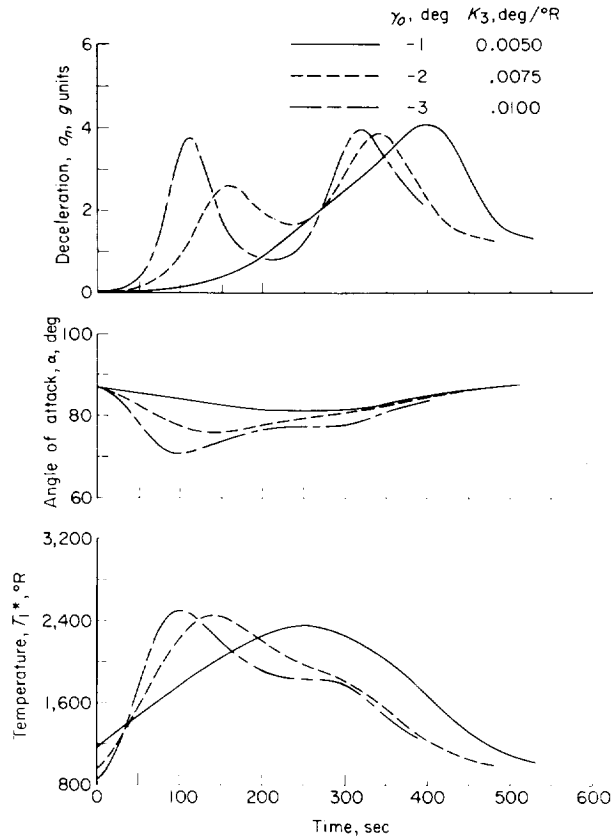 γo, deg K3, deg/°R
-1 0.0050
-2 .0075
-3 .0100
Deceleration, an, g units
6
4
2
0
Angle of attack, α, deg
100
80
60
Temperature, T1*, °R
3,200
2,400
1,600
800
0 100 200 300 400 500 600
Time, sec